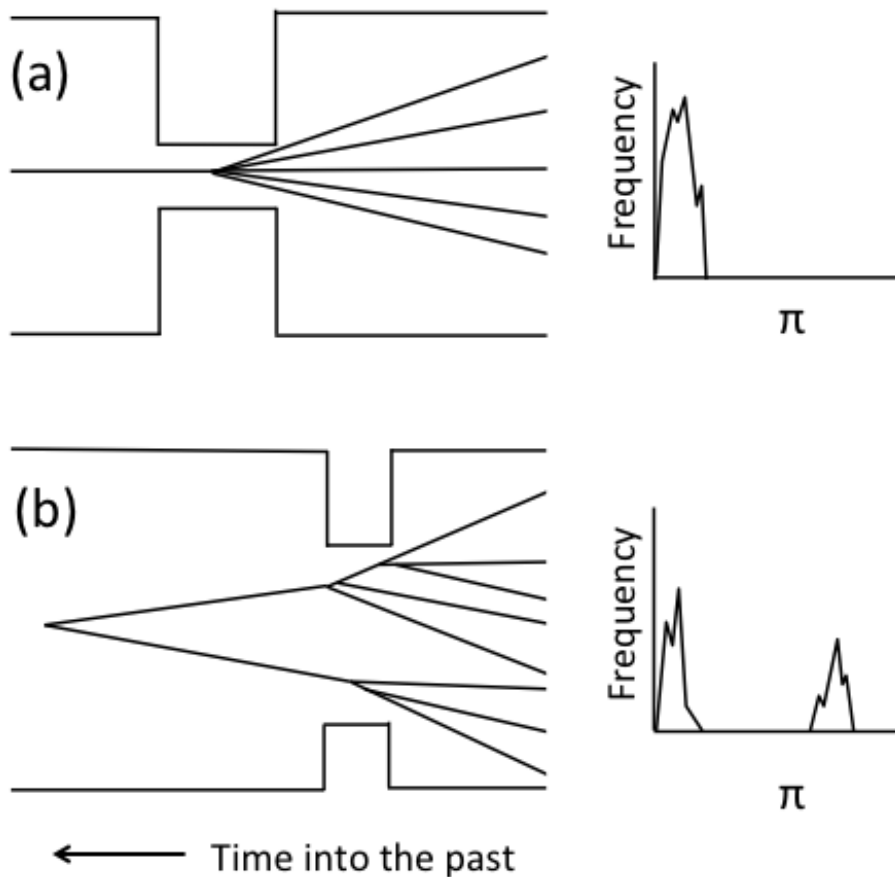 (a)
Frequency
π
(b)
Frequency
π
Time into the past